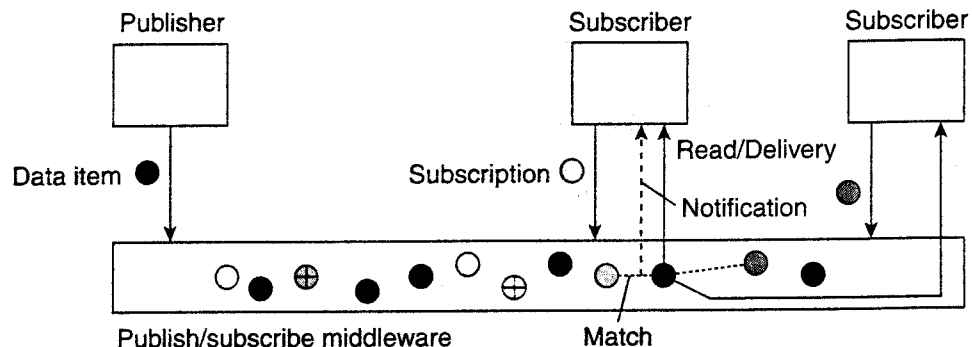 Publisher
Subscriber
Subscriber
Read/Delivery
Data item
Subscription
Notification
Publish/subscribe middleware
Match